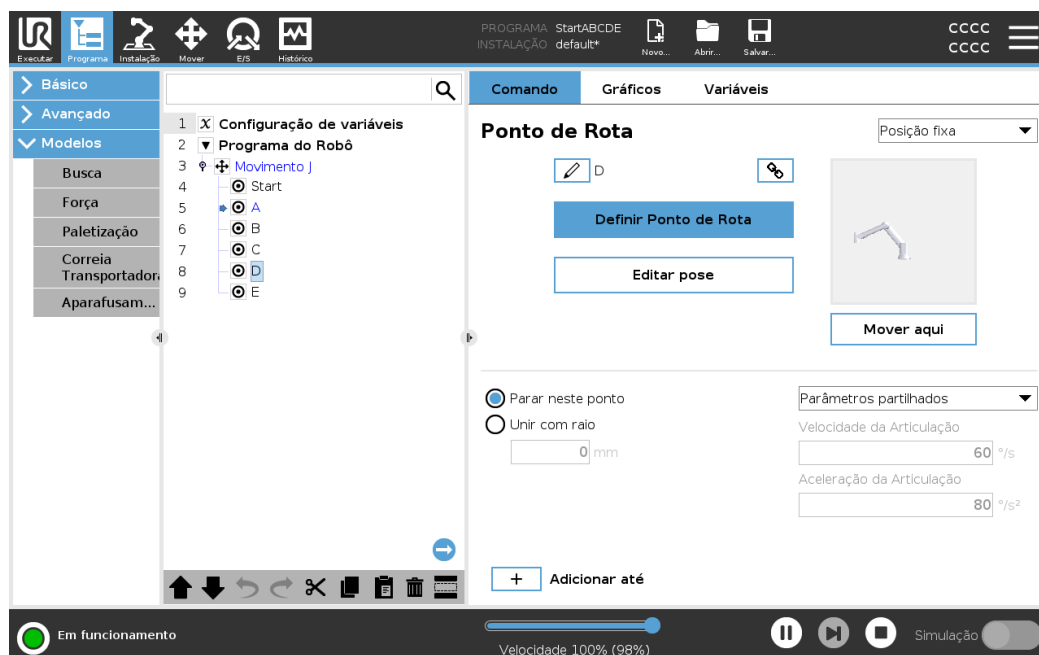 PROGRAMA StartABCDE
INSTALAÇÃO default*
Novo... Abrir... Salvar...
CCCC
CCCC
UR
Executar Programa Instalação Mover E/S Histórico
Básico
Avançado
Modelos
Busca
Força
Paletização
Correia
Transportador
Aparafusam...
1 X Configuração de variáveis
2 Programa do Robô
3 Movimento J
4 Start
5 A
6 B
7 C
8 D
9 E
Comando Gráficos Variáveis
Ponto de Rota
Posição fixa
D
Definir Ponto de Rota
Editar pose
Mover aqui
Parar neste ponto
Unir com raio
0 mm
Parâmetros partilhados
Velocidade da Articulação
60 °/s
Aceleração da Articulação
80 °/s²
+ Adicionar até
Em funcionamento
Velocidade 100% (98%)
Simulação